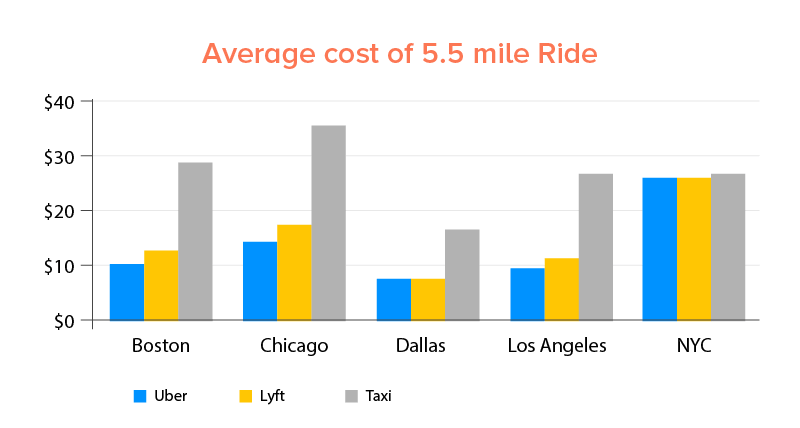 Average cost of 5.5 mile Ride
$40
$30
$20
$10
$0
Boston Chicago Dallas Los Angeles NYC
Uber Lyft Taxi